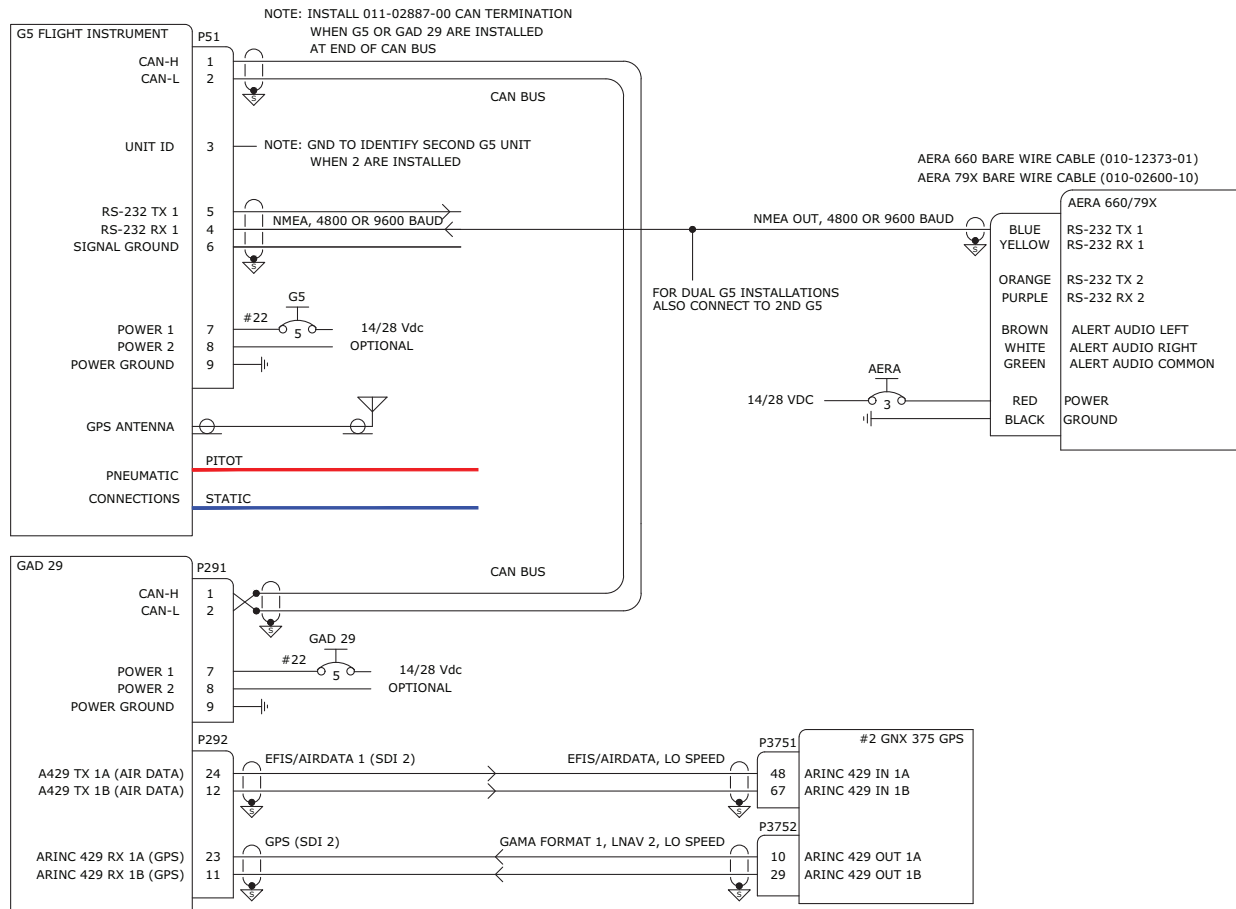 NOTE: INSTALL 011-02887-00 CAN TERMINATION
WHEN G5 OR GAD 29 ARE INSTALLED
AT END OF CAN BUS
G5 FLIGHT INSTRUMENT
P51
CAN-H 1
CAN-L 2
S
CAN BUS
UNIT ID 3 NOTE: GND TO IDENTIFY SECOND G5 UNIT
WHEN 2 ARE INSTALLED
RS-232 TX 1 5
RS-232 RX 1 4 NMEA, 4800 OR 9600 BAUD
SIGNAL GROUND 6
S
G5
POWER 1 7 #22 5 14/28 Vdc
POWER 2 8 OPTIONAL
POWER GROUND 9
GPS ANTENNA
PNEUMATIC
CONNECTIONS
PITOT
STATIC
NMEA OUT, 4800 OR 9600 BAUD
S
FOR DUAL G5 INSTALLATIONS
ALSO CONNECT TO 2ND G5
AERA 660 BARE WIRE CABLE (010-12373-01)
AERA 79X BARE WIRE CABLE (010-02600-10)
AERA 660/79X
BLUE RS-232 TX 1
YELLOW RS-232 RX 1
ORANGE RS-232 TX 2
PURPLE RS-232 RX 2
BROWN ALERT AUDIO LEFT
WHITE ALERT AUDIO RIGHT
GREEN ALERT AUDIO COMMON
AERA
14/28 VDC 3 RED POWER
BLACK GROUND
GAD 29
P291
CAN BUS
CAN-H 1
CAN-L 2
S
GAD 29
POWER 1 7 #22 5 14/28 Vdc
POWER 2 8 OPTIONAL
POWER GROUND 9
P292
P3751
#2 GNX 375 GPS
EFIS/AIRDATA 1 (SDI 2) EFIS/AIRDATA, LO SPEED
A429 TX 1A (AIR DATA) 24 48 ARINC 429 IN 1A
A429 TX 1B (AIR DATA) 12 67 ARINC 429 IN 1B
S S
P3752
GPS (SDI 2) GAMA FORMAT 1, LNAV 2, LO SPEED
ARINC 429 RX 1A (GPS) 23 10 ARINC 429 OUT 1A
ARINC 429 RX 1B (GPS) 11 29 ARINC 429 OUT 1B
S S